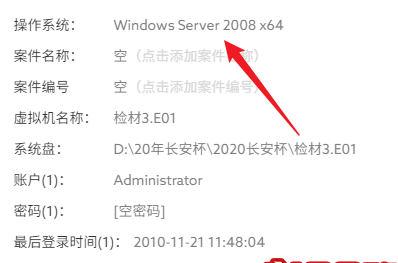 操作系统： Windows Server 2008 x64
案件名称： 空（点击添加案件名称）
案件编号 空（点击添加案件编号）
虚拟机名称： 检材3.E01
系统盘： D:\20年长安杯\2020长安杯\检材3.E01
账户(1)： Administrator
密码(1)： [空密码]
最后登录时间(1)： 2010-11-21 11:48:04